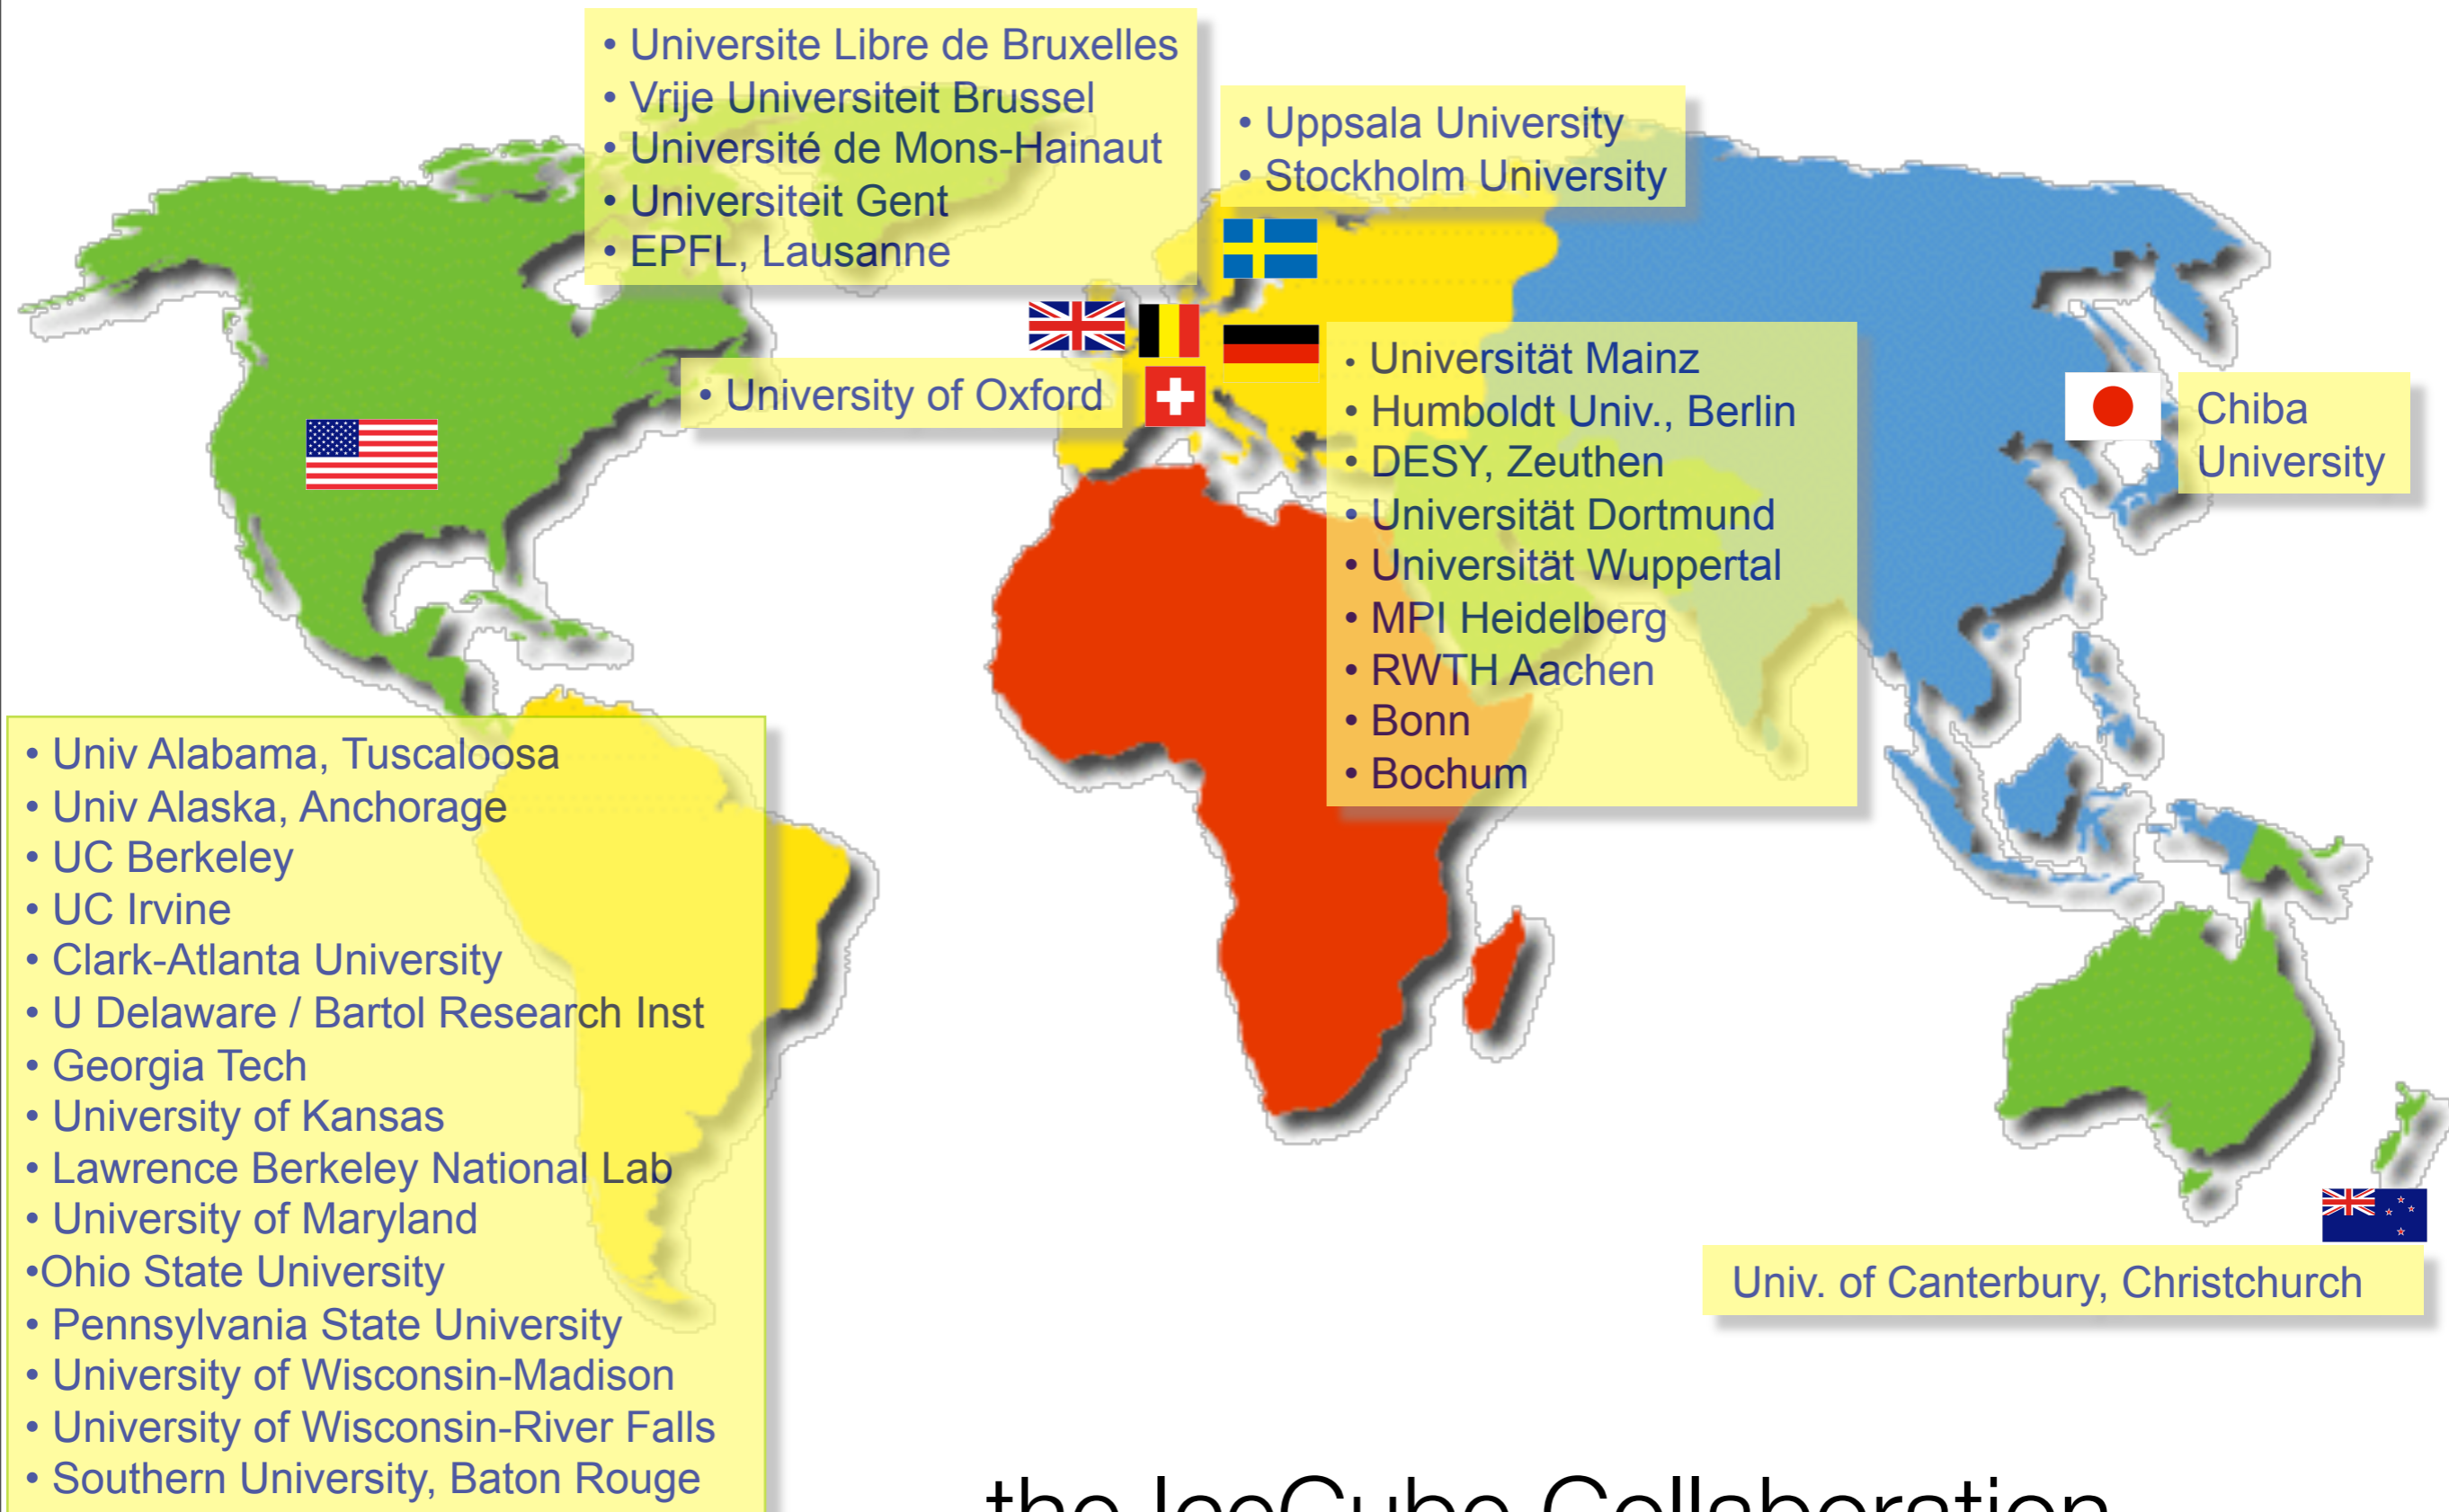 • Universite Libre de Bruxelles
• Vrije Universiteit Brussel
• Université de Mons-Hainaut
• Universiteit Gent
• EPFL, Lausanne
• Uppsala University
• Stockholm University
• University of Oxford
• Universität Mainz
• Humboldt Univ., Berlin
• DESY, Zeuthen
• Universität Dortmund
• Universität Wuppertal
• MPI Heidelberg
• RWTH Aachen
• Bonn
• Bochum
Chiba
University
• Univ Alabama, Tuscaloosa
• Univ Alaska, Anchorage
• UC Berkeley
• UC Irvine
• Clark-Atlanta University
• U Delaware / Bartol Research Inst
• Georgia Tech
• University of Kansas
• Lawrence Berkeley National Lab
• University of Maryland
•Ohio State University
• Pennsylvania State University
• University of Wisconsin-Madison
• University of Wisconsin-River Falls
• Southern University, Baton Rouge
Univ. of Canterbury, Christchurch
the IceCube Collaboration